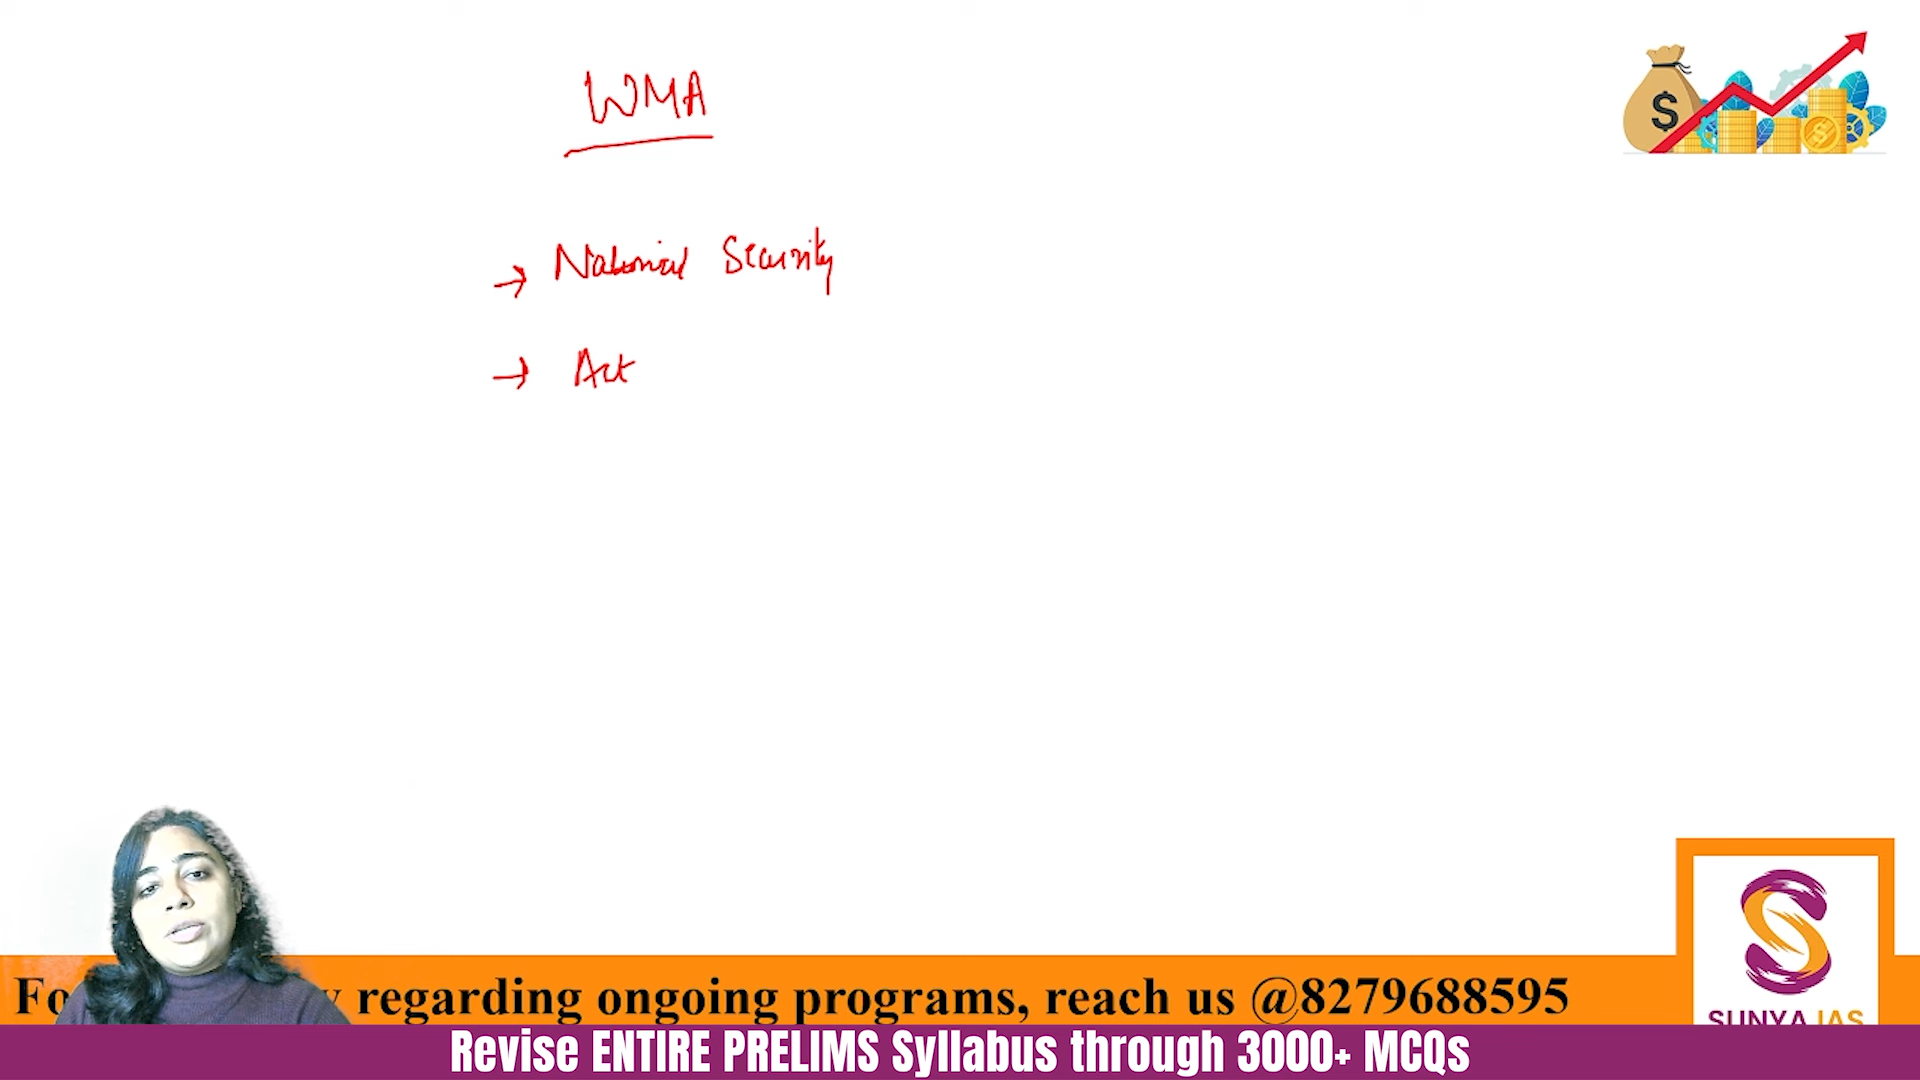 WMA
$
→ National Security
→ Act
Fo y regarding ongoing programs, reach us @8279688595
SUNYA IAS
Revise ENTIRE PRELIMS Syllabus through 3000+ MCQs